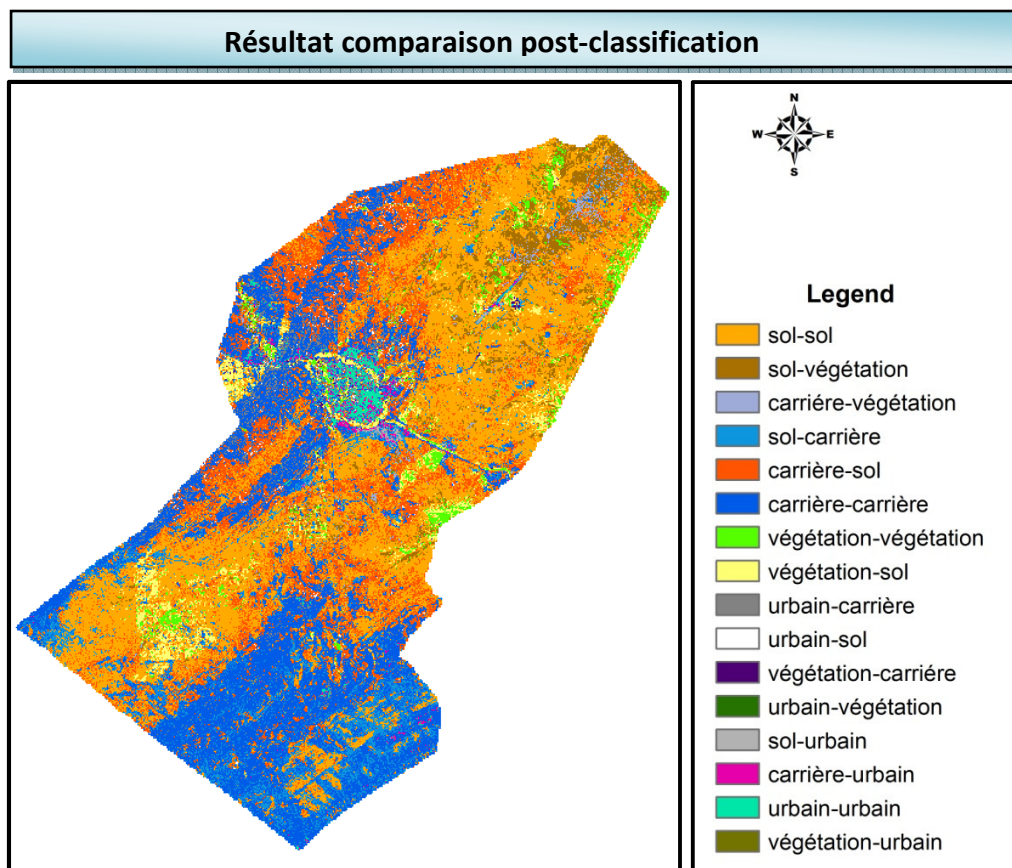 Résultat comparaison post-classification
N
W E
S
Legend
sol-sol
sol-végétation
carriére-végétation
sol-carrière
carrière-sol
carrière-carrière
végétation-végétation
végétation-sol
urbain-carrière
urbain-sol
végétation-carriére
urbain-végétation
sol-urbain
carrière-urbain
urbain-urbain
végétation-urbain